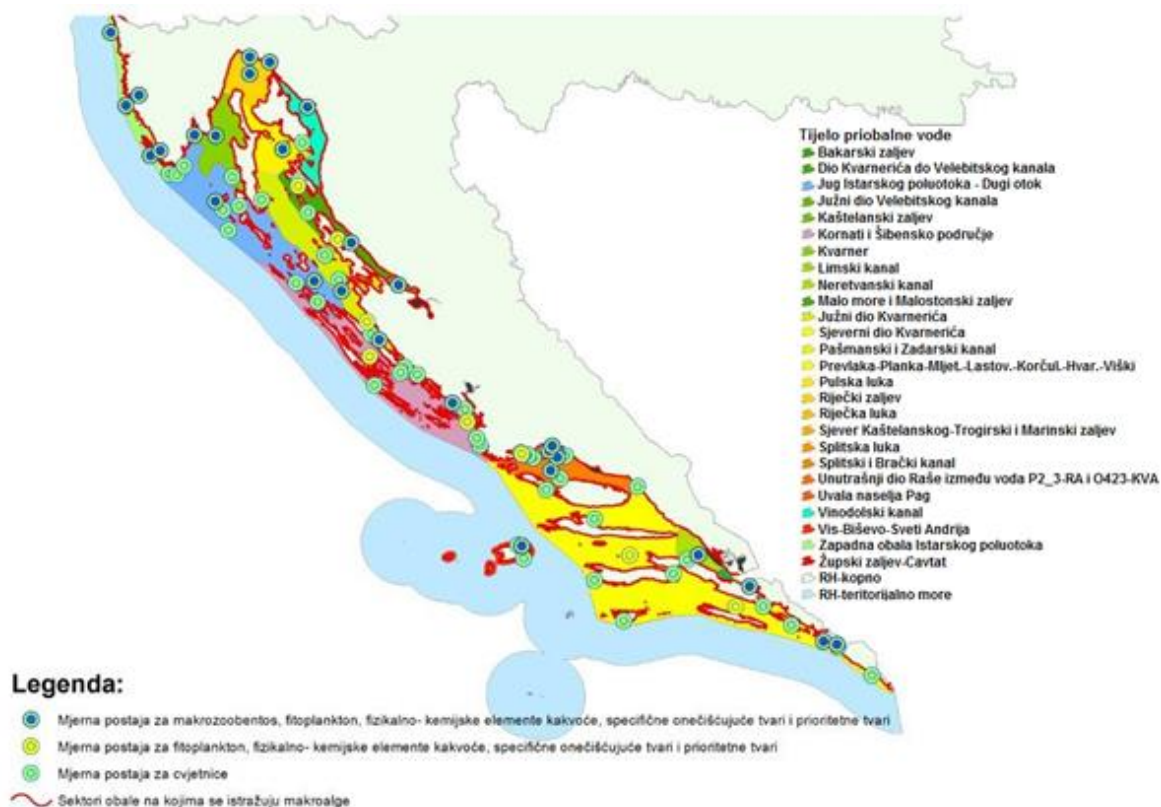 Tijelo priobalne vode
Bakarski zaljev
Dio Kvarnerića do Velebitskog kanala
Jug Istarskog poluotoka - Dugi otok
Južni dio Velebitskog kanala
Kaštelanski zaljev
Kornati i Šibensko područje
Kvarner
Limski kanal
Neretvanski kanal
Malo more i Malostonski zaljev
Južni dio Kvarnerića
Sjeverni dio Kvarnerića
Pašmanski i Zadarski kanal
Prevlaka-Planka-Mljet.-Lastov.-Korčul.-Hvar.-Viški
Pulska luka
Riječki zaljev
Riječka luka
Sjever Kaštelanskog-Trogirski i Marinski zaljev
Splitska luka
Splitski i Brački kanal
Unutrašnji dio Raše između voda P2_3-RA i O423-KVA
Uvala naselja Pag
Vinodolski kanal
Vis-Biševo-Sveti Andrija
Zapadna obala Istarskog poluotoka
Župski zaljev-Cavtat
RH-kopno
RH-teritorijalno more
Legenda:
Mjerna postaja za makrozoobentos, fitoplankton, fizikalno- kemijske elemente kakvoće, specifične onečišćujuće tvari i prioritetne tvari
Mjerna postaja za fitoplankton, fizikalno- kemijske elemente kakvoće, specifične onečišćujuće tvari i prioritetne tvari
Mjerna postaja za cvjetnice
Sektori obale na kojima se istražuju makroalge